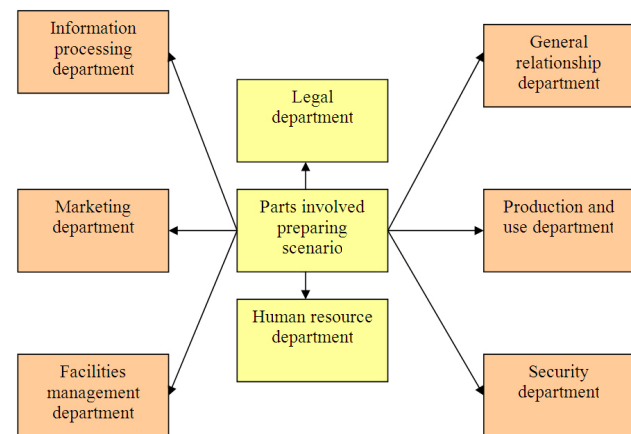 Information
processing
department
Legal
department
General
relationship
department
Marketing
department
Parts involved
preparing
scenario
Production and
use department
Human resource
department
Facilities
management
department
Security
department